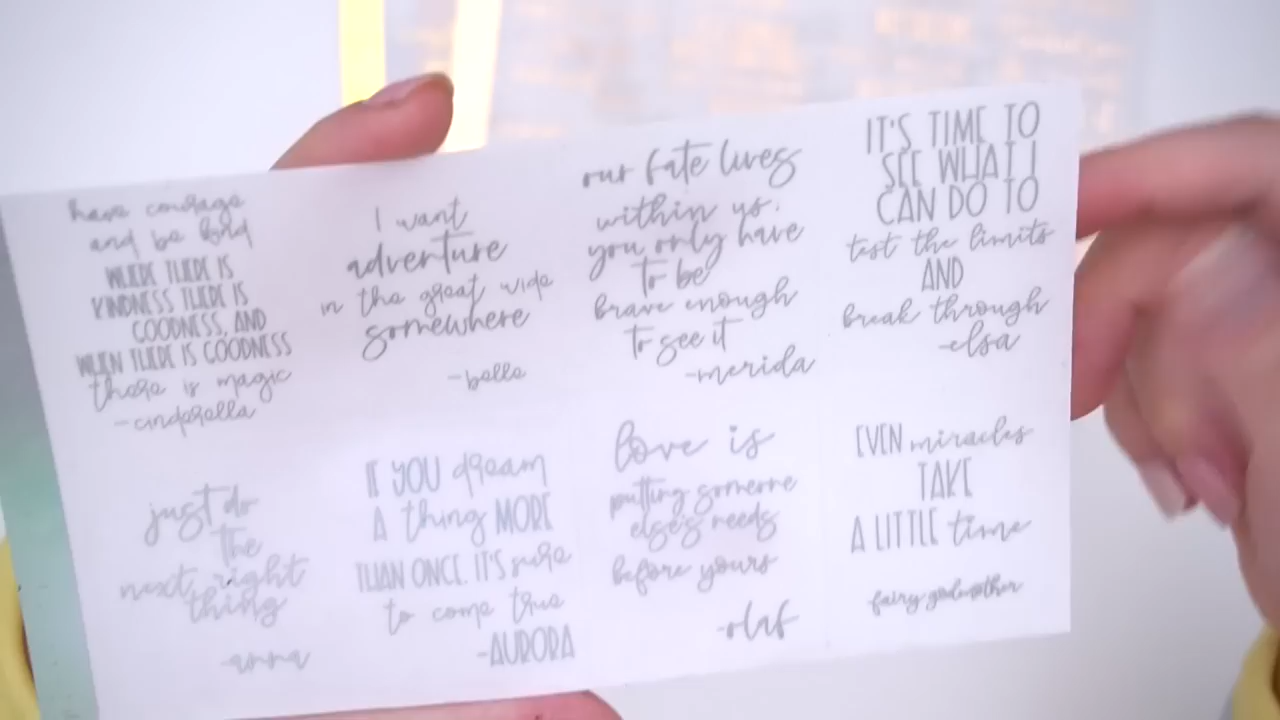 have courage
and be bold
WHERE THERE IS
KINDNESS THERE IS
GOODNESS, AND
WHEN THERE IS GOODNESS
there is magic
-cinderella
I want
adventure
in the great wide
somewhere
-belle
our fate lives
within us.
you only have
to be
brave enough
to see it
-merida
IT'S TIME TO
SEE WHAT I
CAN DO TO
test the limits
AND
break through
-elsa
just do
the
next right
thing
-anna
IF YOU dream
A thing MORE
THAN ONCE. IT'S sure
to come true
-AURORA
love is
putting someone
else's needs
before yours
-olaf
EVEN miracles
TAKE
A LITTLE time
fairy godmother